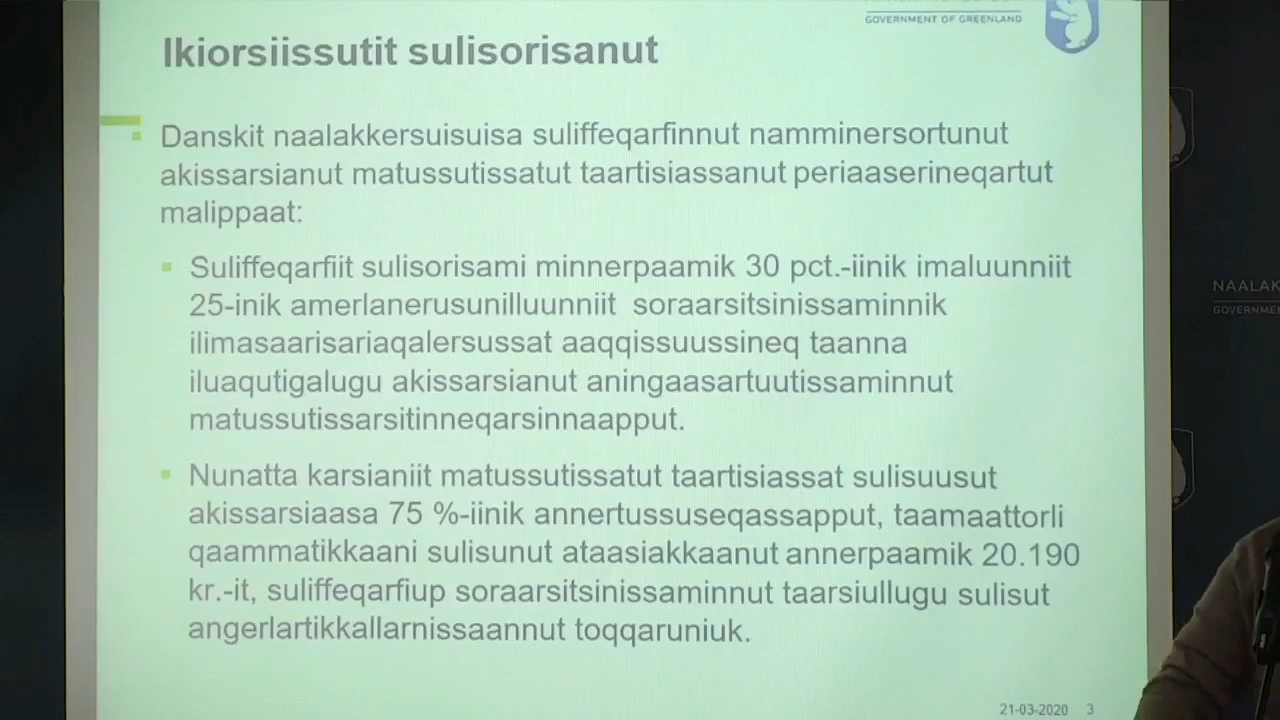 GOVERNMENT OF GREENLAND
Ikiorsiissutit sulisorisanut
Danskit naalakkersuisuisa suliffeqarfinnut namminersortunut
akissarsianut matussutissatut taartisiassanut periaaserineqartut
malippaat:
Suliffeqarfiit sulisorisami minnerpaamik 30 pct.-iinik imaluunniit
25-inik amerlanerusunilluunniit soraarsitsinissaminnik
ilimasaarisariaqalersussat aaqqissuussineq taanna
iluaqutigalugu akissarsianut aningaasartuutissaminnut
matussutissarsitinneqarsinnaapput.
Nunatta karsianiit matussutissatut taartisiassat sulisuusut
akissarsiaasa 75 %-iinik annertussuseqassapput, taamaattorli
qaammatikkaani sulisunut ataasiakkaanut annerpaamik 20.190
kr.-it, suliffeqarfiup soraarsitsinissaminnut taarsiullugu sulisut
angerlartikkallarnissaannut toqqaruniuk.
21-03-2020 3
NAALAK
GOVERNMEN